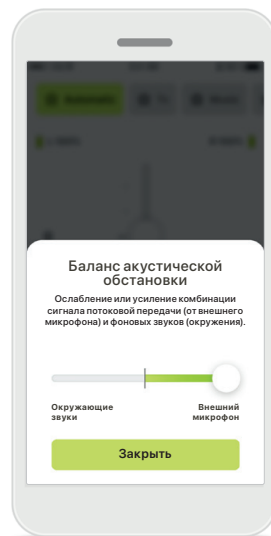 Баланс акустической
обстановки
Ослабление или усиление комбинации
сигнала потоковой передачи (от внешнего
микрофона) и фоновых звуков (окружения).
Окружающие
звуки
Внешний
микрофон
Закрыть